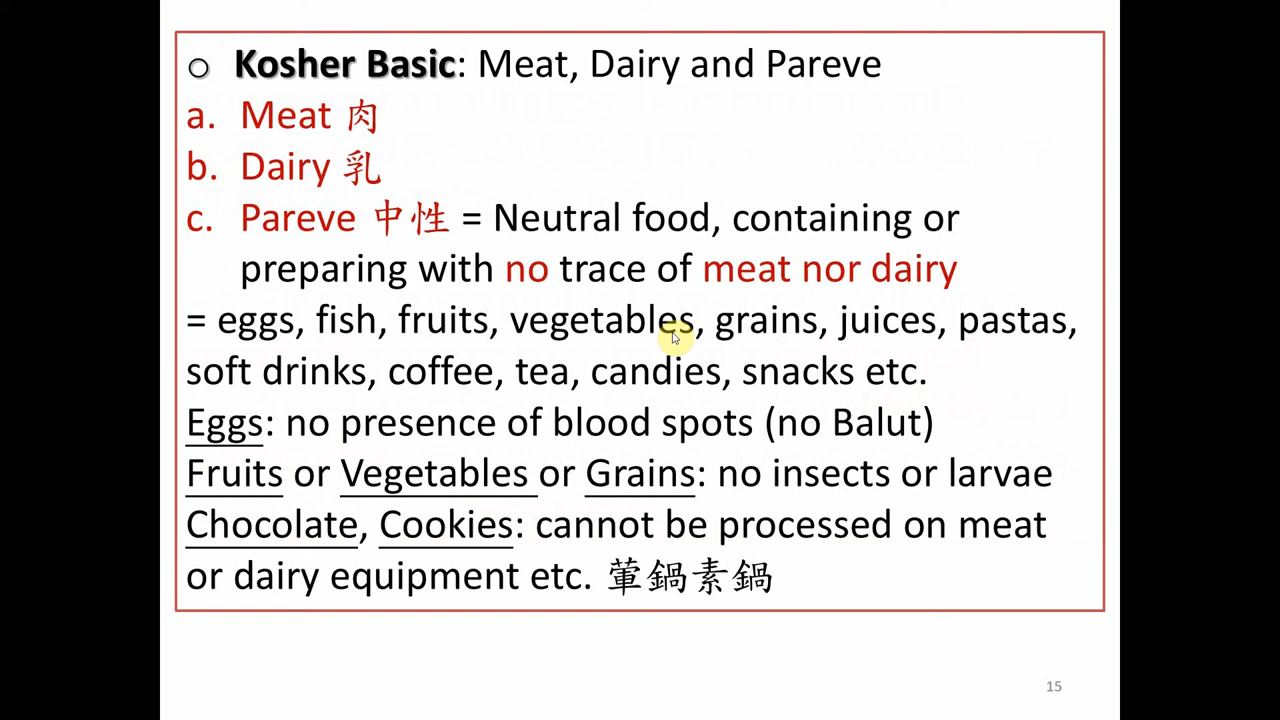 ○ Kosher Basic: Meat, Dairy and Pareve
a. Meat 肉
b. Dairy 乳
c. Pareve 中性 = Neutral food, containing or
preparing with no trace of meat nor dairy
= eggs, fish, fruits, vegetables, grains, juices, pastas,
soft drinks, coffee, tea, candies, snacks etc.
Eggs: no presence of blood spots (no Balut)
Fruits or Vegetables or Grains: no insects or larvae
Chocolate, Cookies: cannot be processed on meat
or dairy equipment etc. 葷鍋素鍋
15